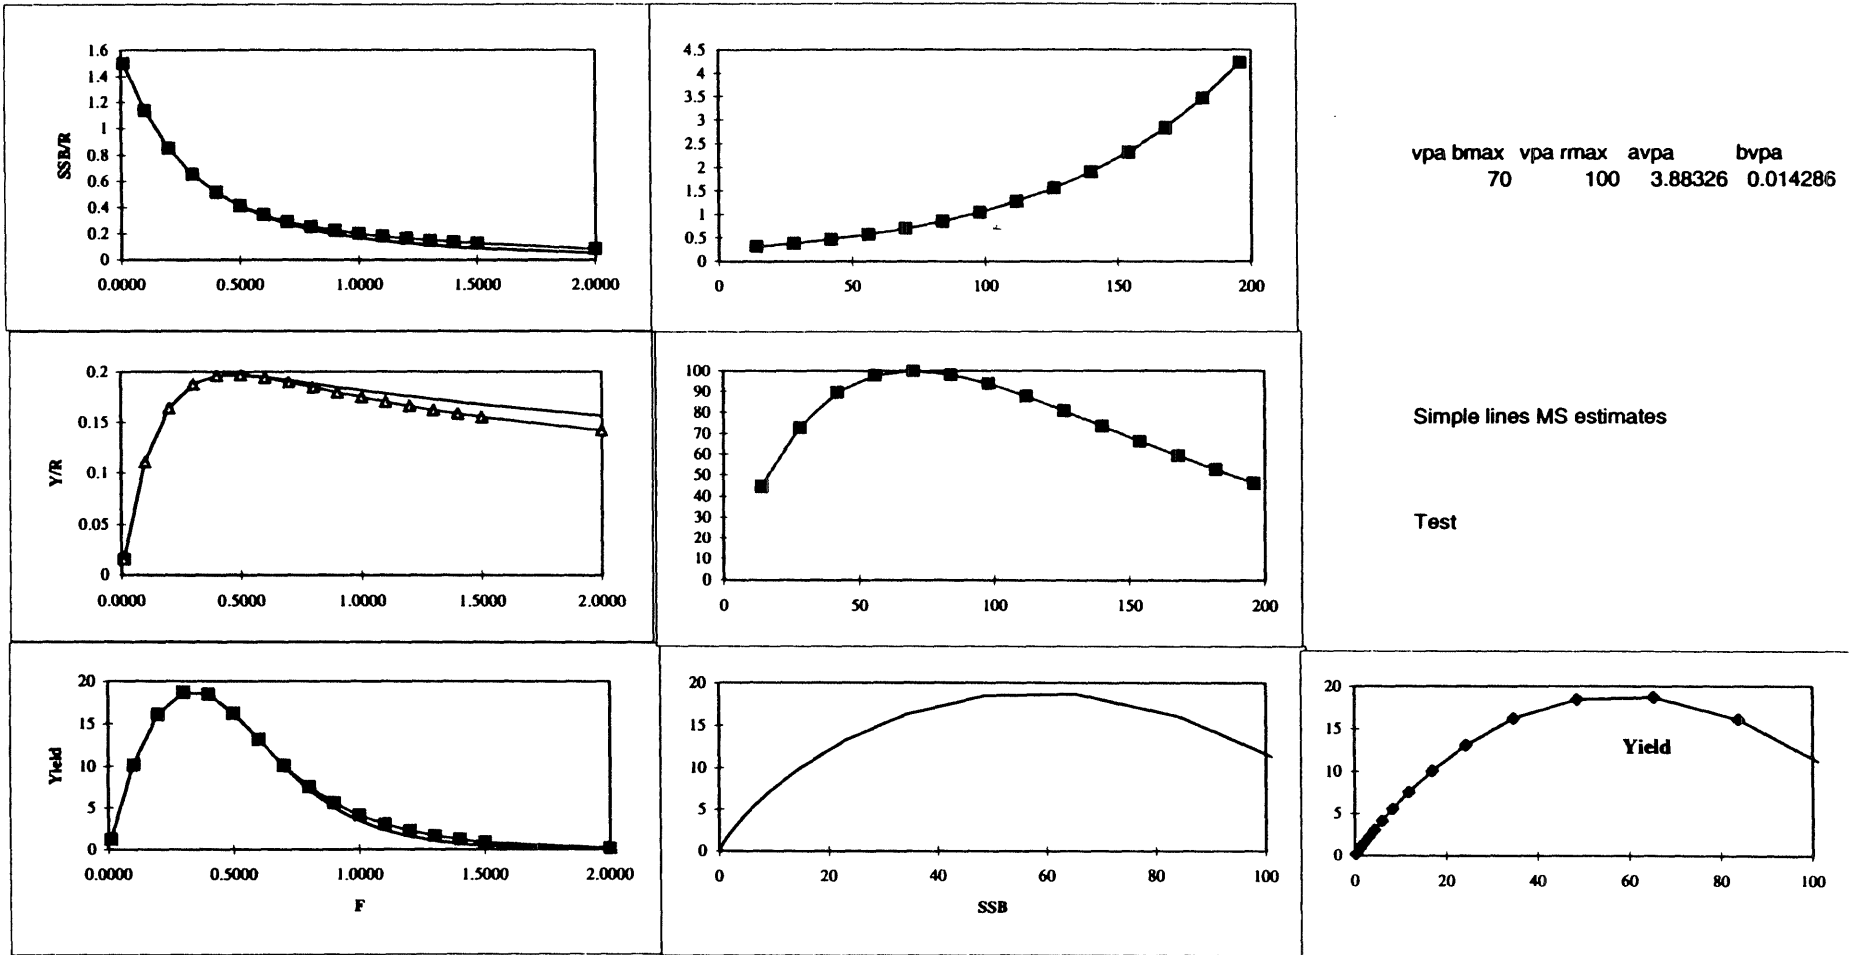 1.6
1.4
1.2
1
0.8
0.6
0.4
0.2
0
SSB/R
0.0000 0.5000 1.0000 1.5000 2.0000
4.5
4
3.5
3
2.5
2
1.5
1
0.5
0
0 50 100 150 200
vpa bmax vpa rmax avpa bvpa
70 100 3.88326 0.014286
0.2
0.15
0.1
0.05
0
Y/R
0.0000 0.5000 1.0000 1.5000 2.0000
100
90
80
70
60
50
40
30
20
10
0
0 50 100 150 200
Simple lines MS estimates
Test
20
15
10
5
0
Yield
0.0000 0.5000 1.0000 1.5000 2.0000
F
20
15
10
5
0
0 20 40 60 80 100
SSB
20
15
10
5
0
Yield
0 20 40 60 80 100